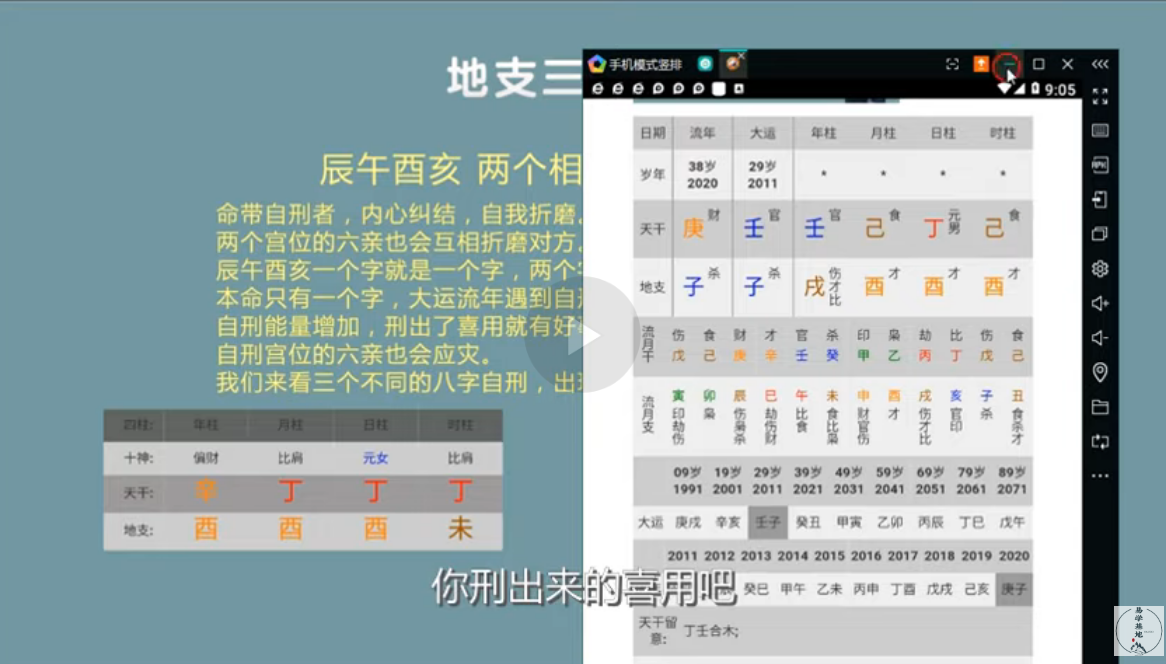 地支三
辰午酉亥 两个相
命带自刑者，内心纠结，自我折磨。
两个宫位的六亲也会互相折磨对方。
辰午酉亥一个字就是一个字，两个字
本命只有一个字，大运流年遇到自刑
自刑能量增加，刑出了喜用就有好
自刑宫位的六亲也会应灾。
我们来看三个不同的八字自刑，出
四柱: 年柱 月柱 日柱 时柱
十神: 偏财 比肩 元女 比肩
天干: 辛 丁 丁 丁
地支: 酉 酉 酉 未
手机模式竖排
9:05
日期 流年 大运 年柱 月柱 日柱 时柱
岁年 38岁 2020 29岁 2011 * * * *
天干 庚 财 壬 官 壬 官 己 食 丁 元男 己 食
地支 子 杀 子 杀 戌 伤才比 酉 才 酉 才 酉 才
流月干 伤 食 财 才 官 杀 印 枭 劫 比 伤 食
戊 己 庚 辛 壬 癸 甲 乙 丙 丁 戊 己
流月支 寅 卯 辰 巳 午 未 申 酉 戌 亥 子 丑
印劫伤 枭 伤枭杀 劫伤财 比食 食比枭 财官伤 才 伤才比 官印 杀 食杀才
09岁 19岁 29岁 39岁 49岁 59岁 69岁 79岁 89岁
1991 2001 2011 2021 2031 2041 2051 2061 2071
大运 庚戌 辛亥 壬子 癸丑 甲寅 乙卯 丙辰 丁巳 戊午
2011 2012 2013 2014 2015 2016 2017 2018 2019 2020
癸巳 甲午 乙未 丙申 丁酉 戊戌 己亥 庚子
天干留意: 丁壬合木;
你刑出来的喜用吧
易学基地